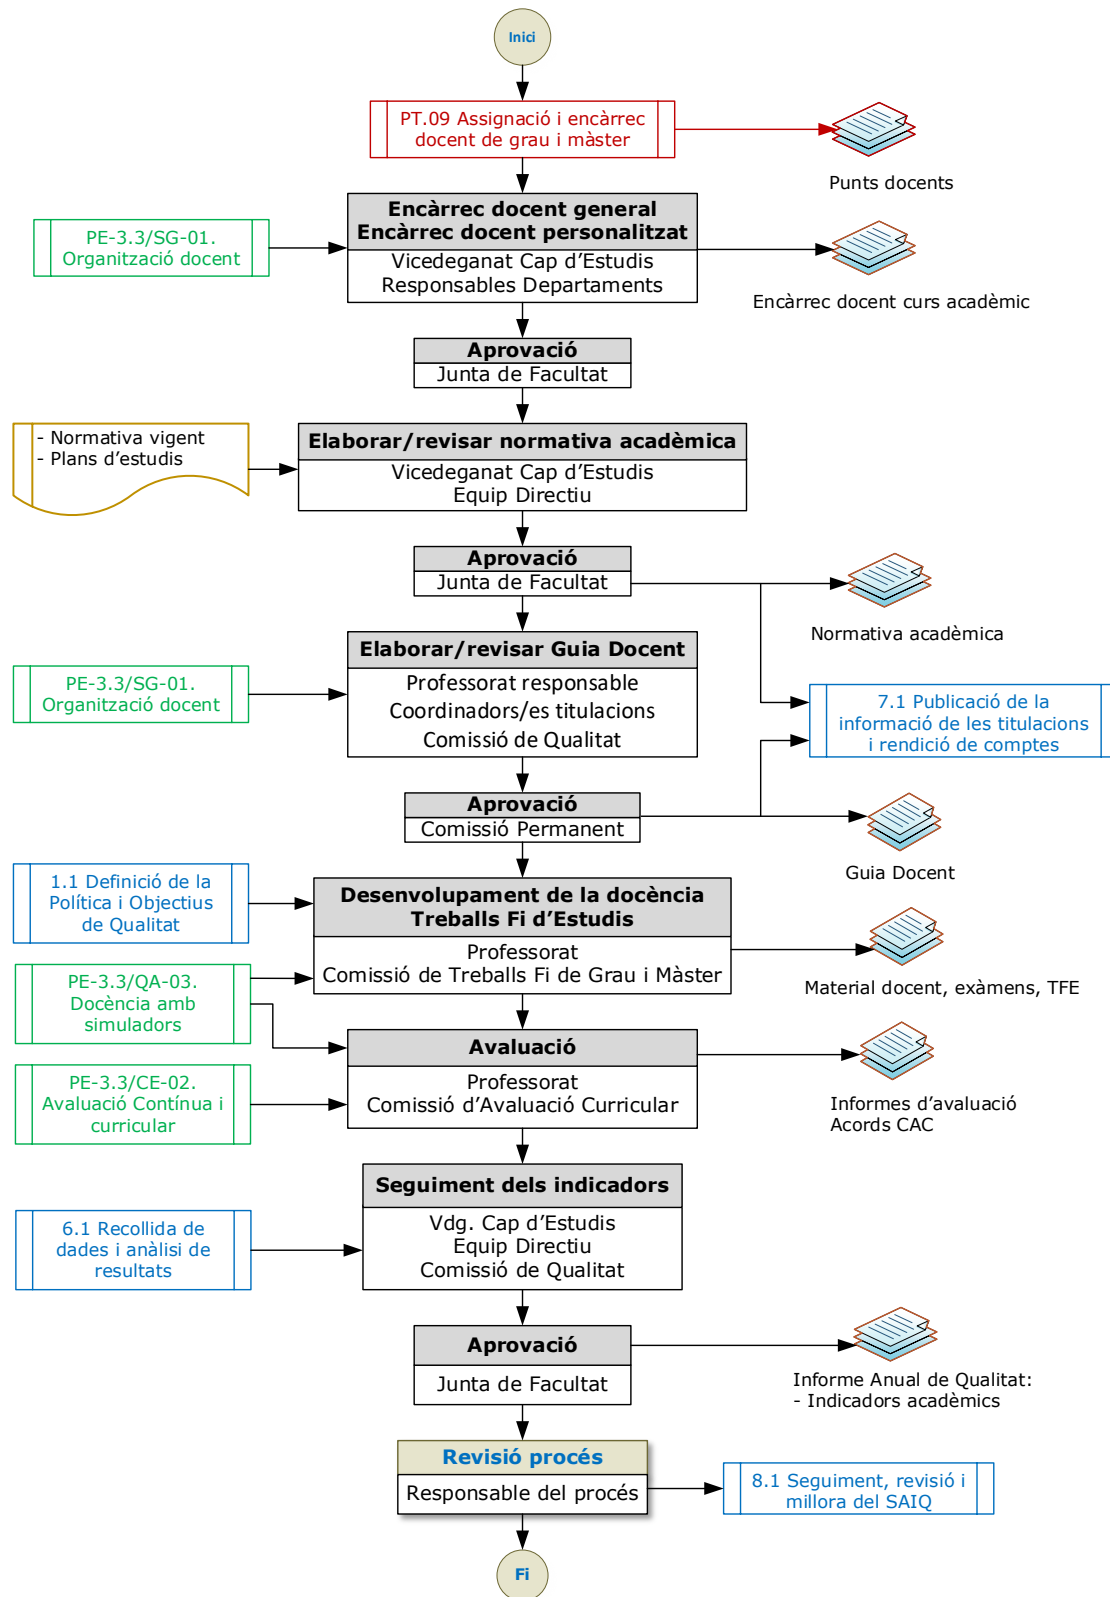 Inici
PT.09 Assignació i encàrrec
docent de grau i màster
Punts docents
Encàrrec docent general
Encàrrec docent personalitzat
Vicedeganat Cap d'Estudis
Responsables Departaments
PE-3.3/SG-01.
Organització docent
Encàrrec docent curs acadèmic
Aprovació
Junta de Facultat
- Normativa vigent
- Plans d'estudis
Elaborar/revisar normativa acadèmica
Vicedeganat Cap d'Estudis
Equip Directiu
Aprovació
Junta de Facultat
Normativa acadèmica
Elaborar/revisar Guia Docent
Professorat responsable
Coordinadors/es titulacions
Comissió de Qualitat
PE-3.3/SG-01.
Organització docent
7.1 Publicació de la
informació de les titulacions
i rendició de comptes
Aprovació
Comissió Permanent
Guia Docent
1.1 Definició de la
Política i Objectius
de Qualitat
Desenvolupament de la docència
Treballs Fi d'Estudis
Professorat
Comissió de Treballs Fi de Grau i Màster
Material docent, exàmens, TFE
PE-3.3/QA-03.
Docència amb
simuladors
Avaluació
Professorat
Comissió d'Avaluació Curricular
PE-3.3/CE-02.
Avaluació Contínua i
curricular
Informes d'avaluació
Acords CAC
Seguiment dels indicadors
Vdg. Cap d'Estudis
Equip Directiu
Comissió de Qualitat
6.1 Recollida de
dades i anàlisi de
resultats
Aprovació
Junta de Facultat
Informe Anual de Qualitat:
- Indicadors acadèmics
Revisió procés
Responsable del procés
8.1 Seguiment, revisió i
millora del SAIQ
Fi